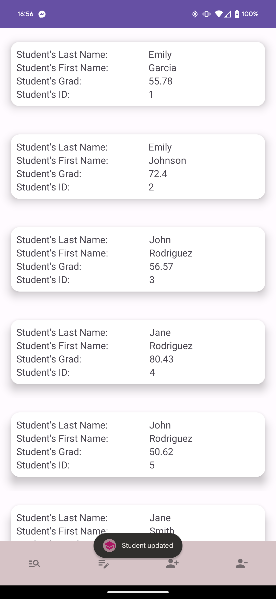 16:56 100%
Student's Last Name: Emily
Student's First Name: Garcia
Student's Grad: 55.78
Student's ID: 1
Student's Last Name: Emily
Student's First Name: Johnson
Student's Grad: 72.4
Student's ID: 2
Student's Last Name: John
Student's First Name: Rodriguez
Student's Grad: 56.57
Student's ID: 3
Student's Last Name: Jane
Student's First Name: Rodriguez
Student's Grad: 80.43
Student's ID: 4
Student's Last Name: John
Student's First Name: Rodriguez
Student's Grad: 50.62
Student's ID: 5
Student's Last Name: Jane
Student's First Name: Smith
Student updated